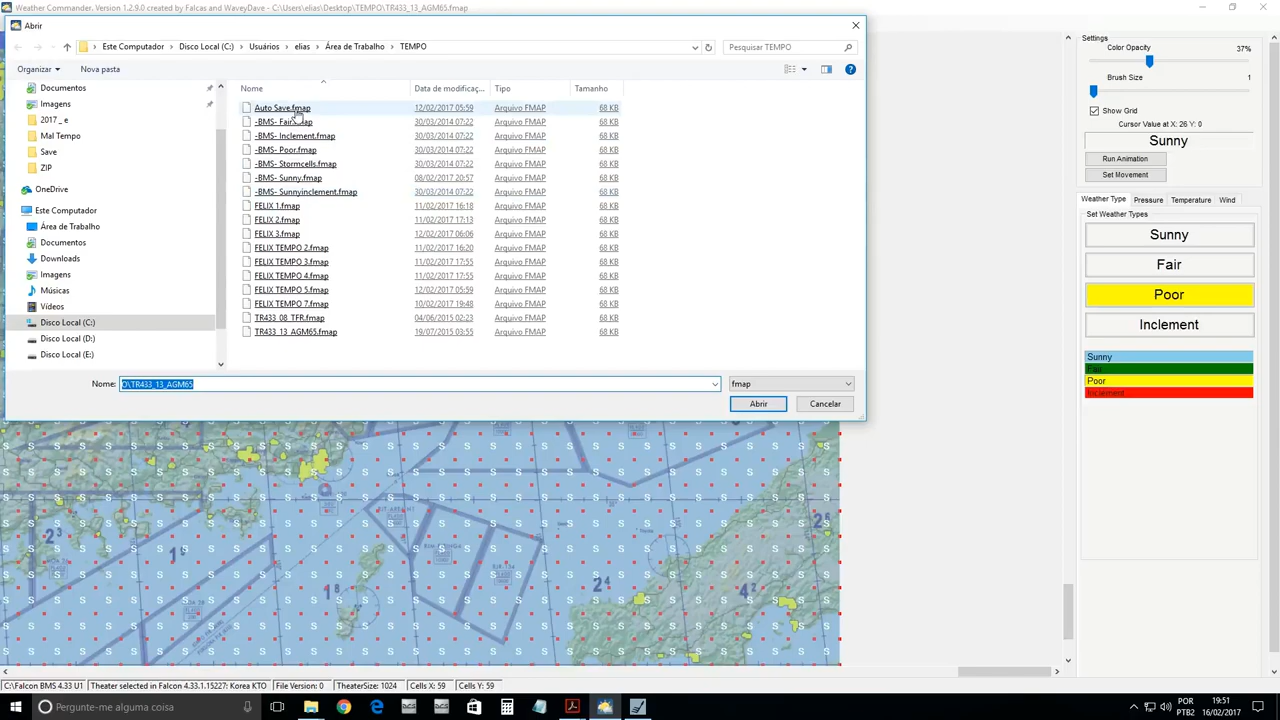 Weather Commander. Version 1.2.9.0 created by Falcas and WaveyDave - C:\Users\elias\Desktop\TEMPO\TR433_13_AGM65.fmap
Abrir
Este Computador > Disco Local (C:) > Usuários > elias > Área de Trabalho > TEMPO
Pesquisar TEMPO
Organizar
Nova pasta
Documentos
Imagens
2017 _ e
Mal Tempo
Save
ZIP
OneDrive
Este Computador
Área de Trabalho
Documentos
Downloads
Imagens
Músicas
Vídeos
Disco Local (C:)
Disco Local (D:)
Disco Local (E:)
Nome Data de modificaç... Tipo Tamanho
Auto Save.fmap 12/02/2017 05:59 Arquivo FMAP 68 KB
-BMS- Fair.fmap 30/03/2014 07:22 Arquivo FMAP 68 KB
-BMS- Inclement.fmap 30/03/2014 07:22 Arquivo FMAP 68 KB
-BMS- Poor.fmap 30/03/2014 07:22 Arquivo FMAP 68 KB
-BMS- Stormcells.fmap 30/03/2014 07:22 Arquivo FMAP 68 KB
-BMS- Sunny.fmap 08/02/2017 20:57 Arquivo FMAP 68 KB
-BMS- Sunnyinclement.fmap 30/03/2014 07:22 Arquivo FMAP 68 KB
FELIX 1.fmap 11/02/2017 16:18 Arquivo FMAP 68 KB
FELIX 2.fmap 11/02/2017 17:13 Arquivo FMAP 68 KB
FELIX 3.fmap 12/02/2017 06:06 Arquivo FMAP 68 KB
FELIX TEMPO 2.fmap 11/02/2017 16:20 Arquivo FMAP 68 KB
FELIX TEMPO 3.fmap 11/02/2017 17:55 Arquivo FMAP 68 KB
FELIX TEMPO 4.fmap 11/02/2017 17:55 Arquivo FMAP 68 KB
FELIX TEMPO 5.fmap 12/02/2017 05:59 Arquivo FMAP 68 KB
FELIX TEMPO 7.fmap 10/02/2017 19:48 Arquivo FMAP 68 KB
TR433_08_TFR.fmap 04/06/2015 02:23 Arquivo FMAP 68 KB
TR433_13_AGM65.fmap 19/07/2015 03:55 Arquivo FMAP 68 KB
Nome: O\TR433_13_AGM65
fmap
Abrir
Cancelar
Settings
Color Opacity
37%
Brush Size
1
Show Grid
Cursor Value at X: 26 Y: 0
Sunny
Run Animation
Set Movement
Weather Type Pressure Temperature Wind
Set Weather Types
Sunny
Fair
Poor
Inclement
Sunny
Fair
Poor
Inclement
C:\Falcon BMS 4.33 U1 Theater selected in Falcon 4.33.1.15227: Korea KTO File Version: 0 TheaterSize: 1024 Cells X: 59 Cells Y: 59
Pergunte-me alguma coisa
POR
PTB2
19:51
16/02/2017